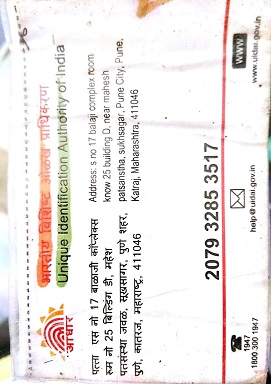 भारतीय विशिष्ट ओळख प्राधिकरण
Unique Identification Authority of India
आधार
पत्ता एस नो 17 बाळाजी कॉंप्लेक्स
रूम नो 25 बिल्डिंग डी, महेश
पतसंस्था जवळ, सुखसागर, पुणे शहर,
पुणे, कातरज, महाराष्ट्र, 411046
Address: s no 17 balaji complex room
know 25 building D, near mahesh
patsanstha, sukhsagar, Pune City, Pune,
Katraj, Maharashtra, 411046
2079 3285 3517
1947
1800 300 1947
help@uidai.gov.in
www
www.uidai.gov.in